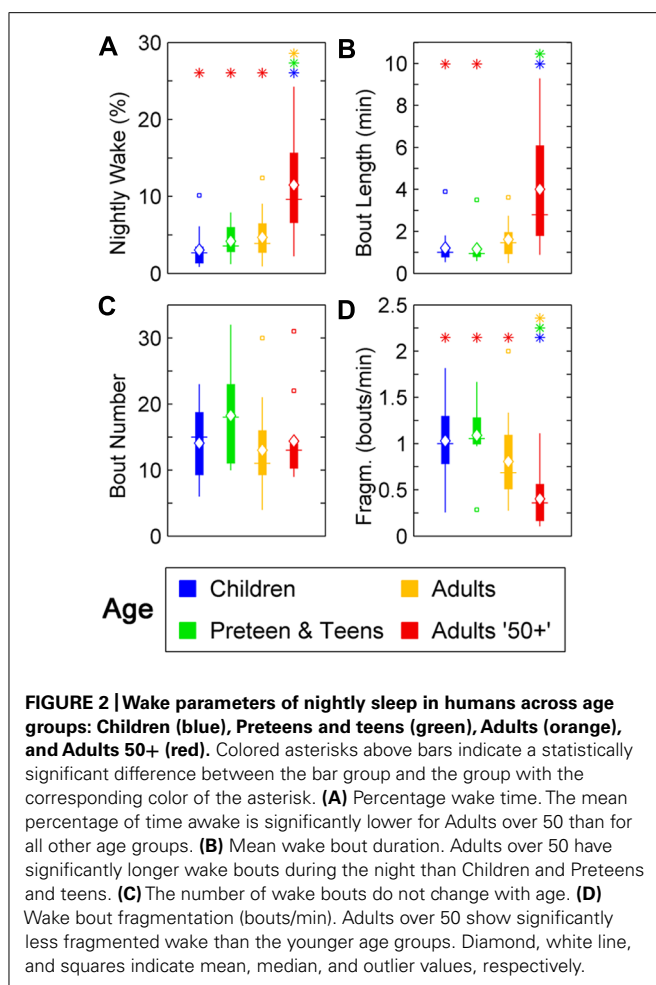 A
B
30
20
10
0
Nightly Wake (%)
10
8
6
4
2
0
Bout Length (min)
C
D
30
20
10
0
Bout Number
2.5
2
1.5
1
0.5
0
Fragm. (bouts/min)
Age
Children
Adults
Preteen & Teens
Adults '50+'
FIGURE 2 | Wake parameters of nightly sleep in humans across age
groups: Children (blue), Preteens and teens (green), Adults (orange),
and Adults 50+ (red). Colored asterisks above bars indicate a statistically
significant difference between the bar group and the group with the
corresponding color of the asterisk. (A) Percentage wake time. The mean
percentage of time awake is significantly lower for Adults over 50 than for
all other age groups. (B) Mean wake bout duration. Adults over 50 have
significantly longer wake bouts during the night than Children and Preteens
and teens. (C) The number of wake bouts do not change with age. (D)
Wake bout fragmentation (bouts/min). Adults over 50 show significantly
less fragmented wake than the younger age groups. Diamond, white line,
and squares indicate mean, median, and outlier values, respectively.